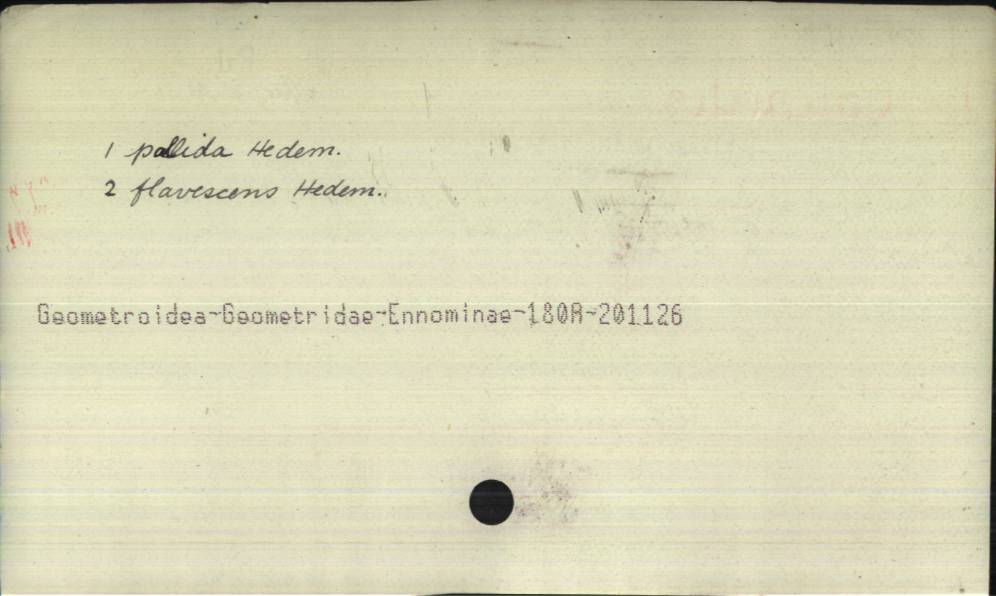 1 pallida Hedem.
2 flavescens Hedem.
Geometroidea-Geometridae-Ennominae-180A-201126